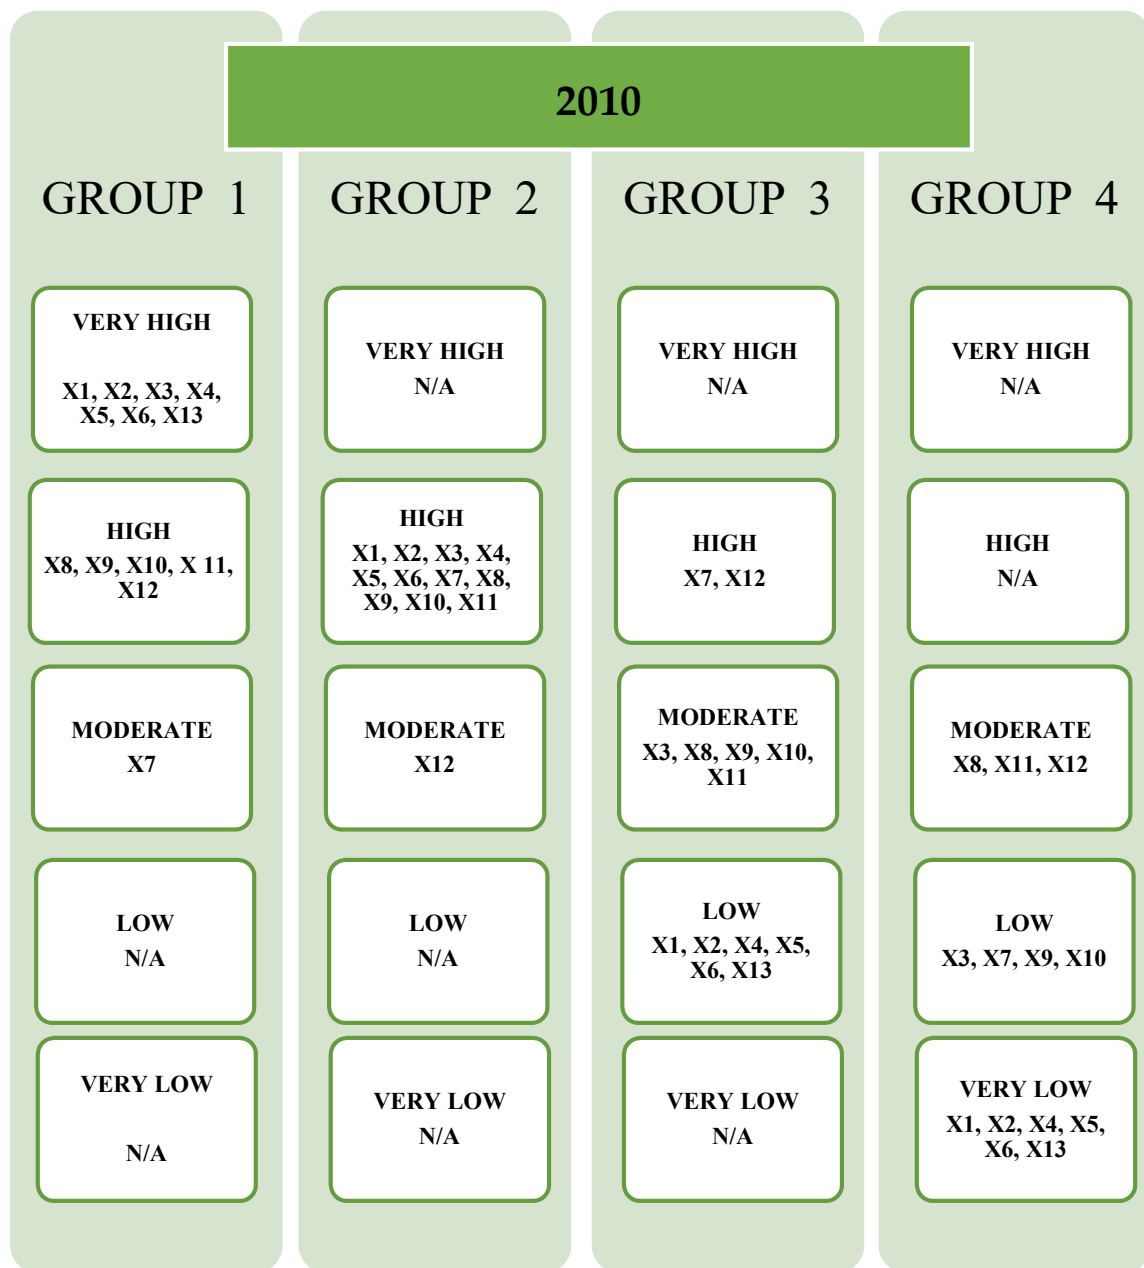 2010
GROUP 1
VERY HIGH
X1, X2, X3, X4,
X5, X6, X13
HIGH
X8, X9, X10, X 11,
X12
MODERATE
X7
LOW
N/A
VERY LOW
N/A
GROUP 2
VERY HIGH
N/A
HIGH
X1, X2, X3, X4,
X5, X6, X7, X8,
X9, X10, X11
MODERATE
X12
LOW
N/A
VERY LOW
N/A
GROUP 3
VERY HIGH
N/A
HIGH
X7, X12
MODERATE
X3, X8, X9, X10,
X11
LOW
X1, X2, X4, X5,
X6, X13
VERY LOW
N/A
GROUP 4
VERY HIGH
N/A
HIGH
N/A
MODERATE
X8, X11, X12
LOW
X3, X7, X9, X10
VERY LOW
X1, X2, X4, X5,
X6, X13